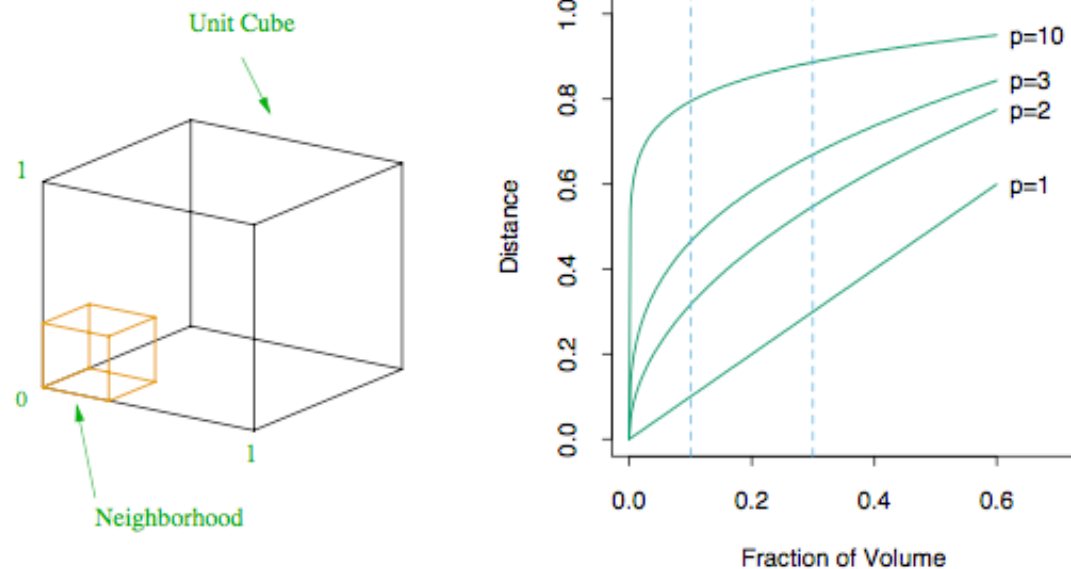 Unit Cube
1
0
1
Neighborhood
1.0
0.8
0.6
0.4
0.2
0.0
Distance
p=10
p=3
p=2
p=1
0.0 0.2 0.4 0.6
Fraction of Volume